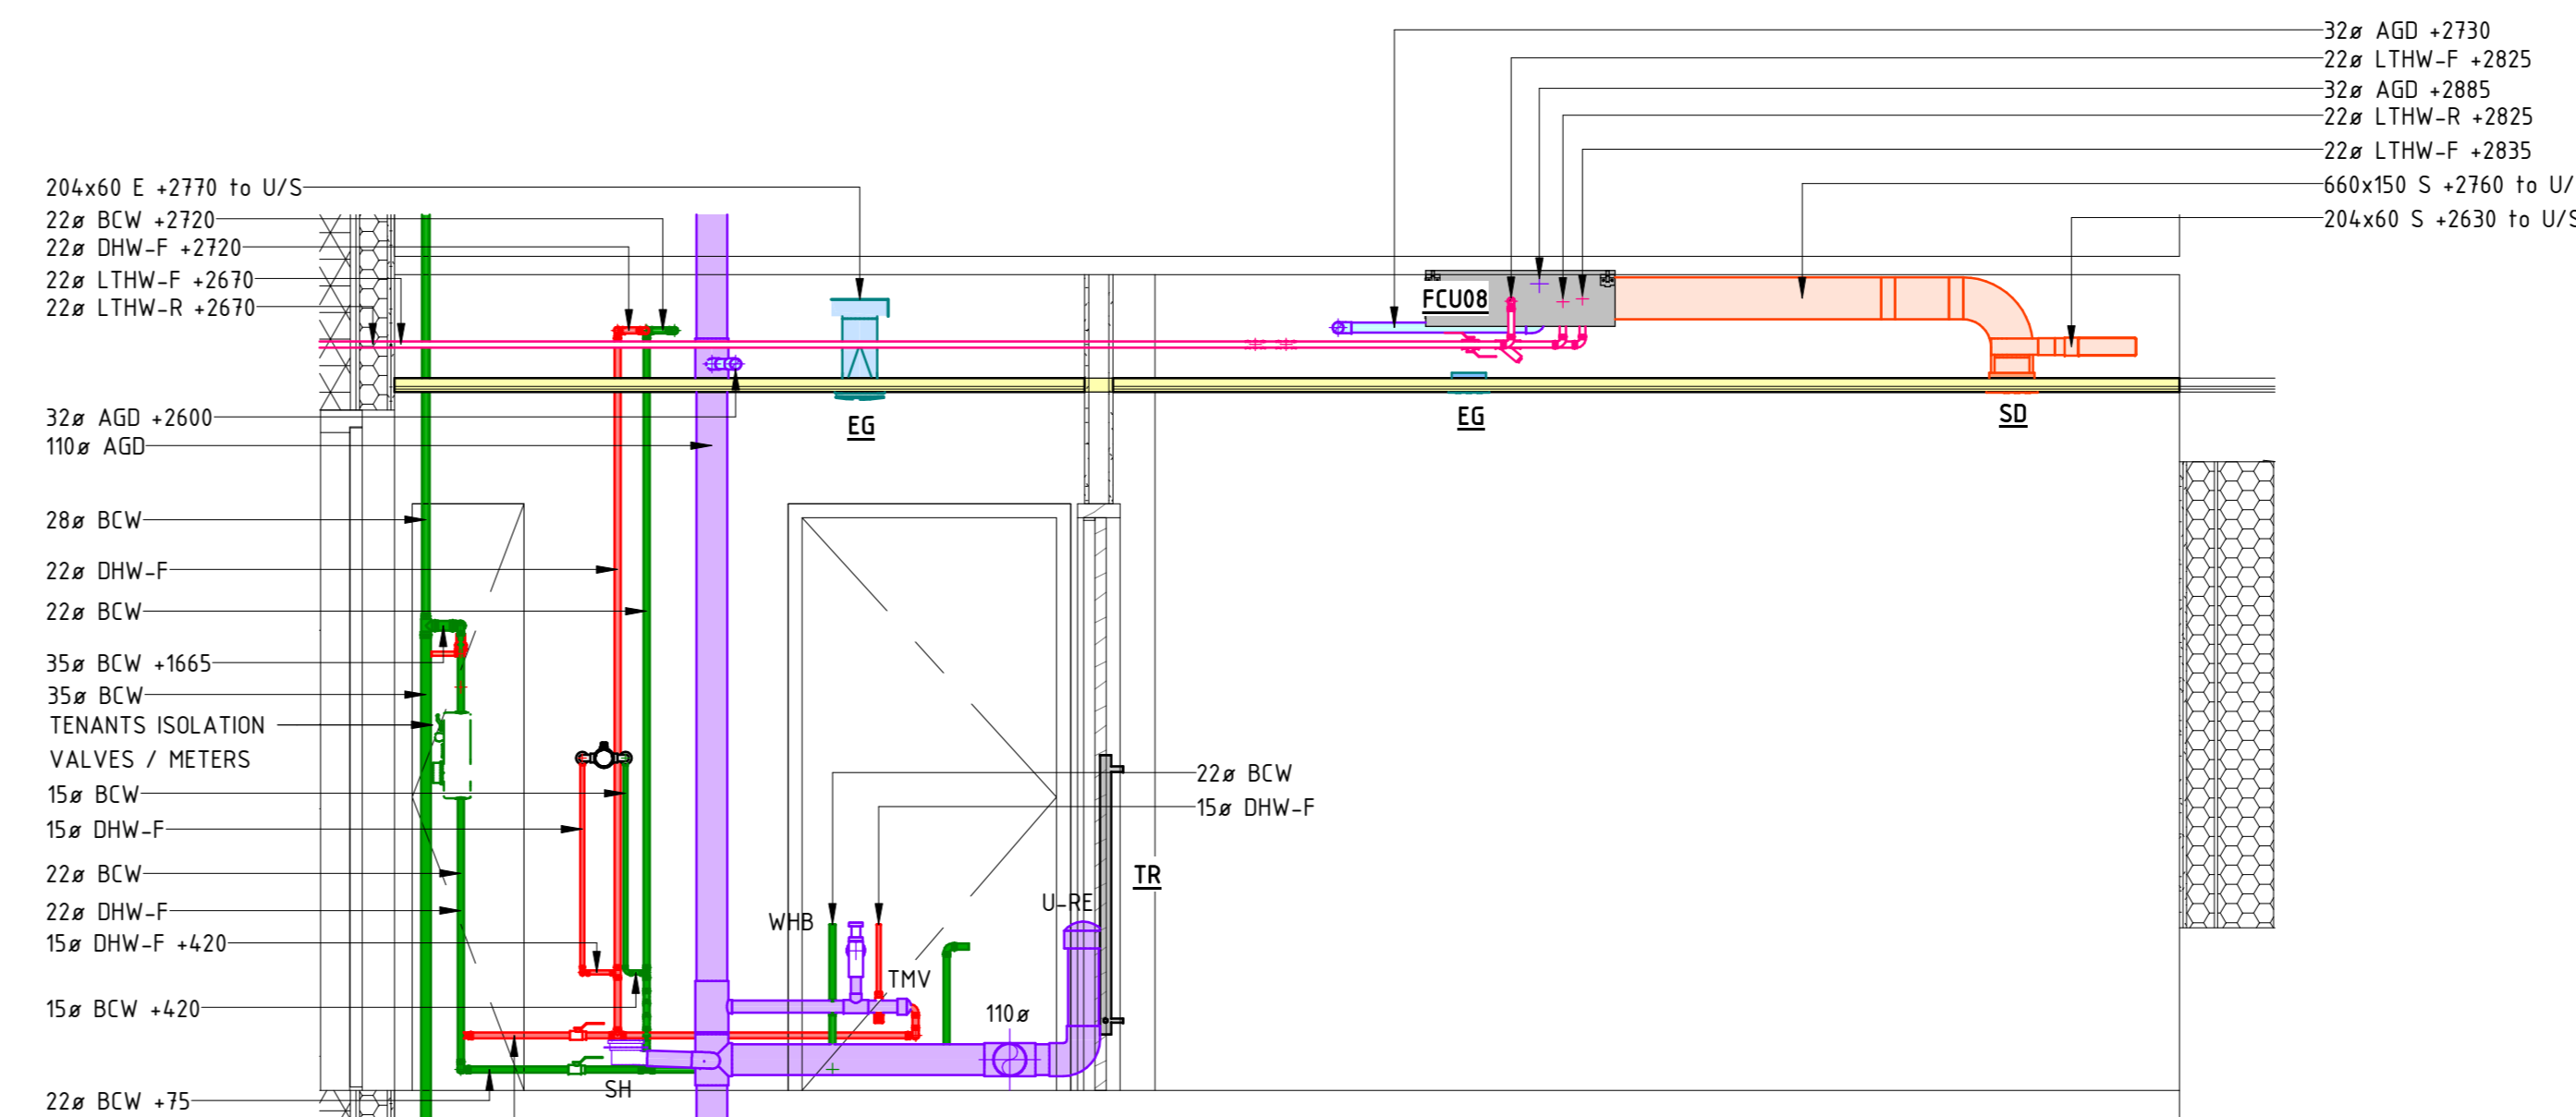 32ø AGD +2730
22ø LTHW-F +2825
32ø AGD +2885
22ø LTHW-R +2825
22ø LTHW-F +2835
660x150 S +2760 to U/
204x60 S +2630 to U/S
204x60 E +2770 to U/S
22ø BCW +2720
22ø DHW-F +2720
22ø LTHW-F +2670
22ø LTHW-R +2670
FCU08
32ø AGD +2600
110ø AGD
EG
EG
SD
28ø BCW
22ø DHW-F
22ø BCW
35ø BCW +1665
35ø BCW
TENANTS ISOLATION
VALVES / METERS
15ø BCW
15ø DHW-F
22ø BCW
22ø DHW-F
15ø DHW-F +420
15ø BCW +420
22ø BCW +75
22ø BCW
15ø DHW-F
TR
U-RE
WHB
TMV
110ø
SH